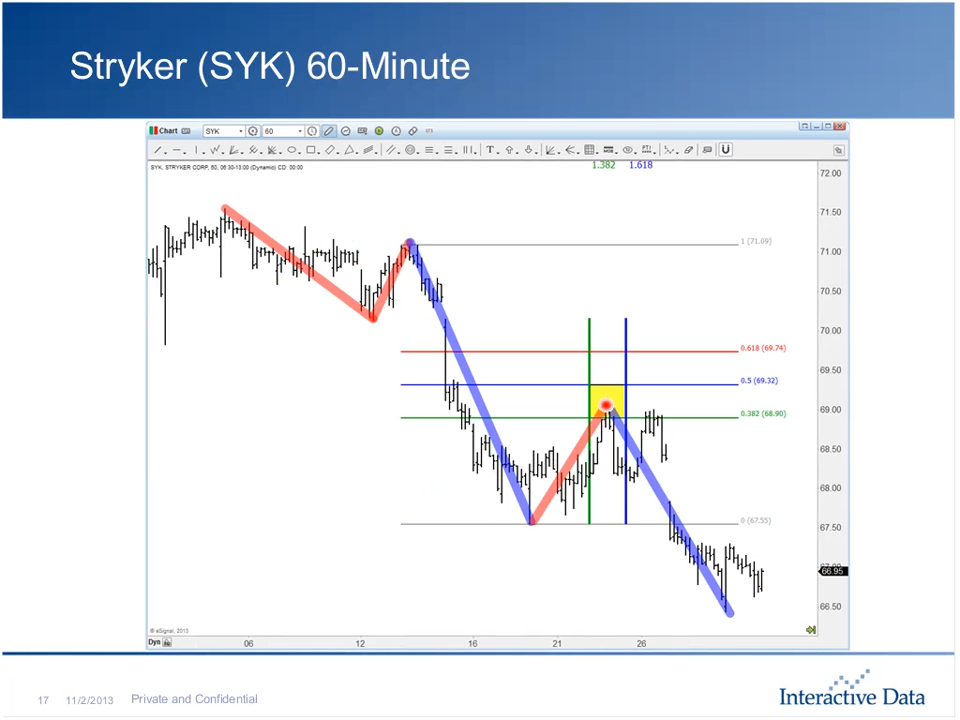 Stryker (SYK) 60-Minute
Chart
SYK
60
SYK, STRYKER CORP, 60, 06:30-13:00 (Dynamic) CD: 00:00
1.382 1.618
72.00
71.50
1 (71.09)
71.00
70.50
70.00
0.618 (69.74)
69.50
0.5 (69.32)
69.00
0.382 (68.90)
68.50
68.00
67.50
0 (67.55)
67.00
66.95
66.50
© eSignal, 2013
Dyn
06 12 16 21 26
17 11/2/2013 Private and Confidential
Interactive Data